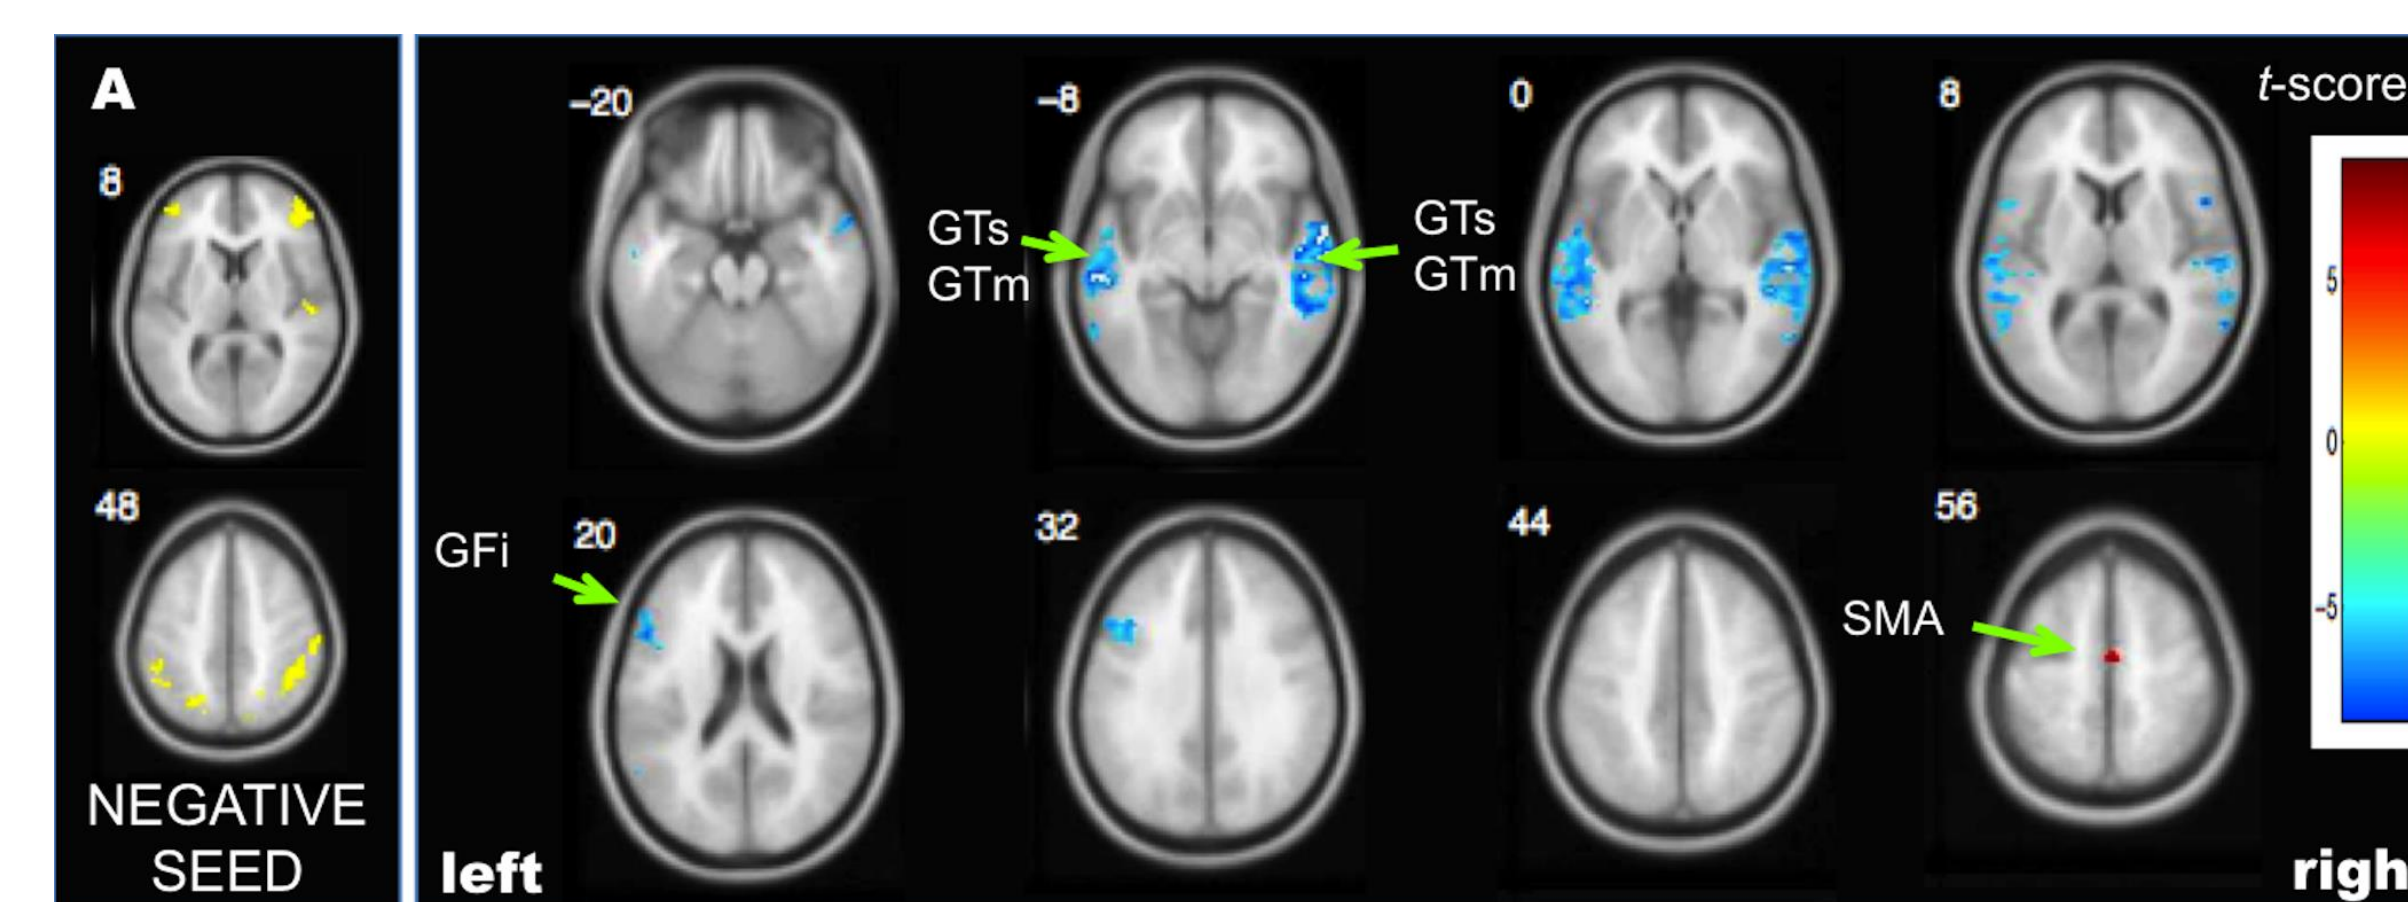 A
8
48
NEGATIVE
SEED
−20
−8
0
8
t-score
GTs
GTm
GTs
GTm
5
0
−5
GFi
20
32
44
56
SMA
left
righ